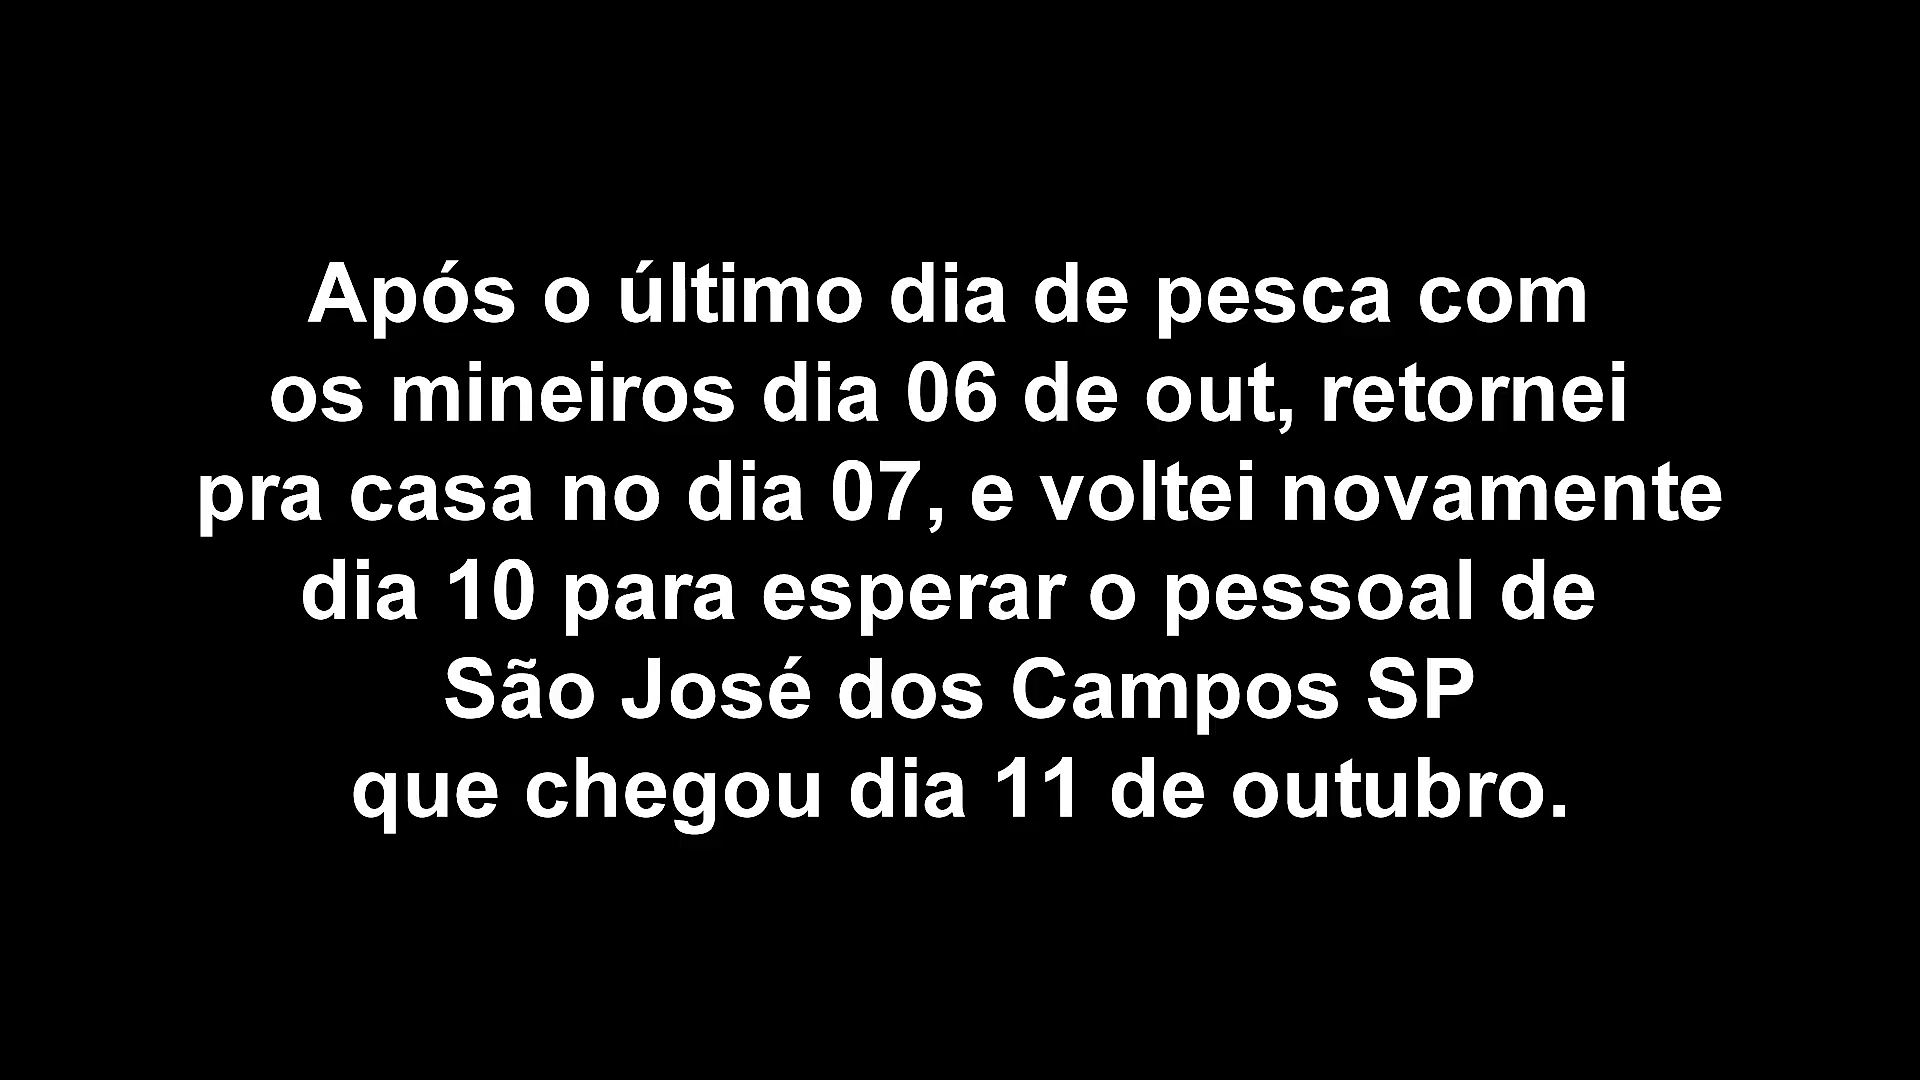 Após o último dia de pesca com
os mineiros dia 06 de out, retornei
pra casa no dia 07, e voltei novamente
dia 10 para esperar o pessoal de
São José dos Campos SP
que chegou dia 11 de outubro.